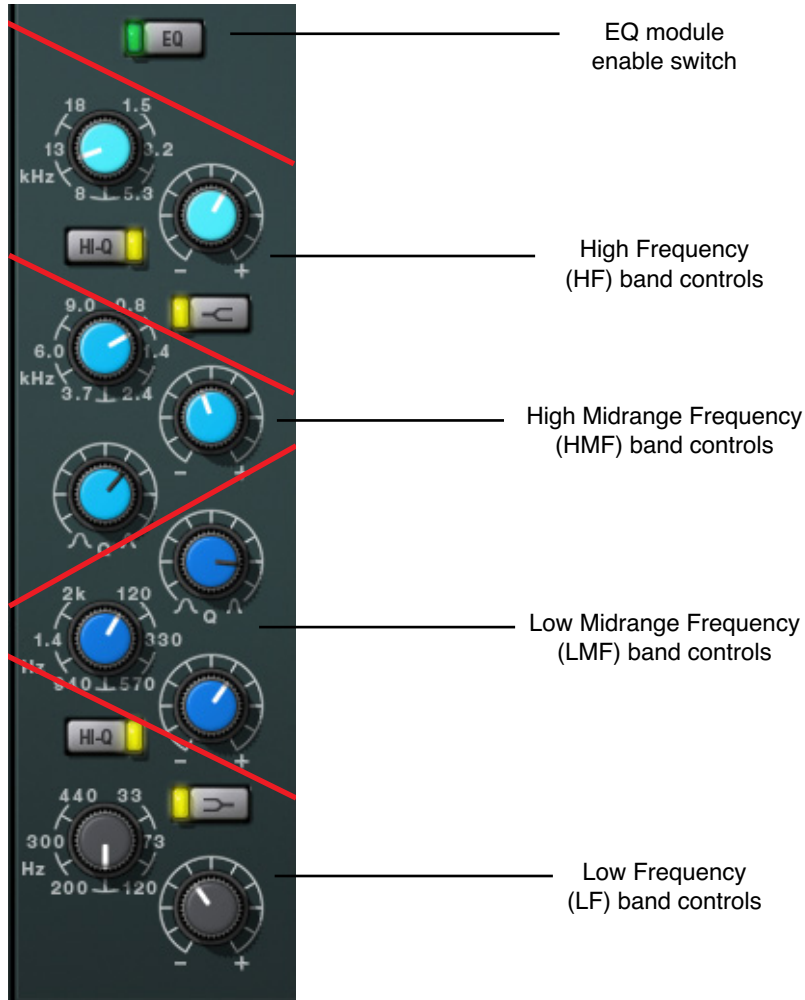 EQ
EQ module
enable switch
18 1.5
13 3.2
kHz
8 5.3
HI-Q
- +
High Frequency
(HF) band controls
9.0 0.8
6.0 1.4
kHz
3.7 2.4
- +
High Midrange Frequency
(HMF) band controls
Q
Q
2k 120
1.4 330
Hz
940 570
Low Midrange Frequency
(LMF) band controls
HI-Q
- +
440 33
300 73
Hz
200 120
- +
Low Frequency
(LF) band controls